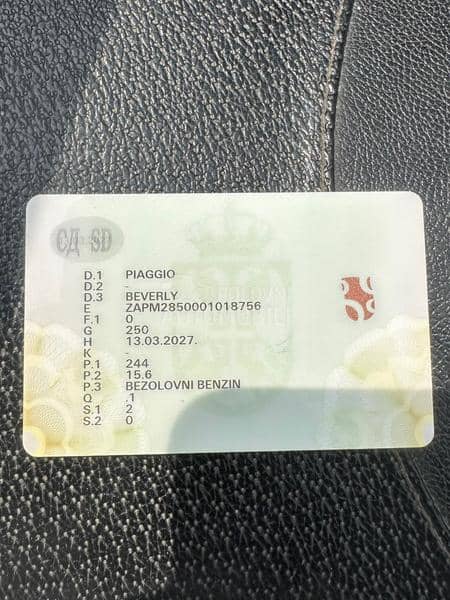 СД SD
D.1 PIAGGIO
D.2 -
D.3 BEVERLY
E ZAPM2850001018756
F.1 0
G 250
H 13.03.2027.
K -
P.1 244
P.2 15.6
P.3 BEZOLOVNI BENZIN
Q .1
S.1 2
S.2 0